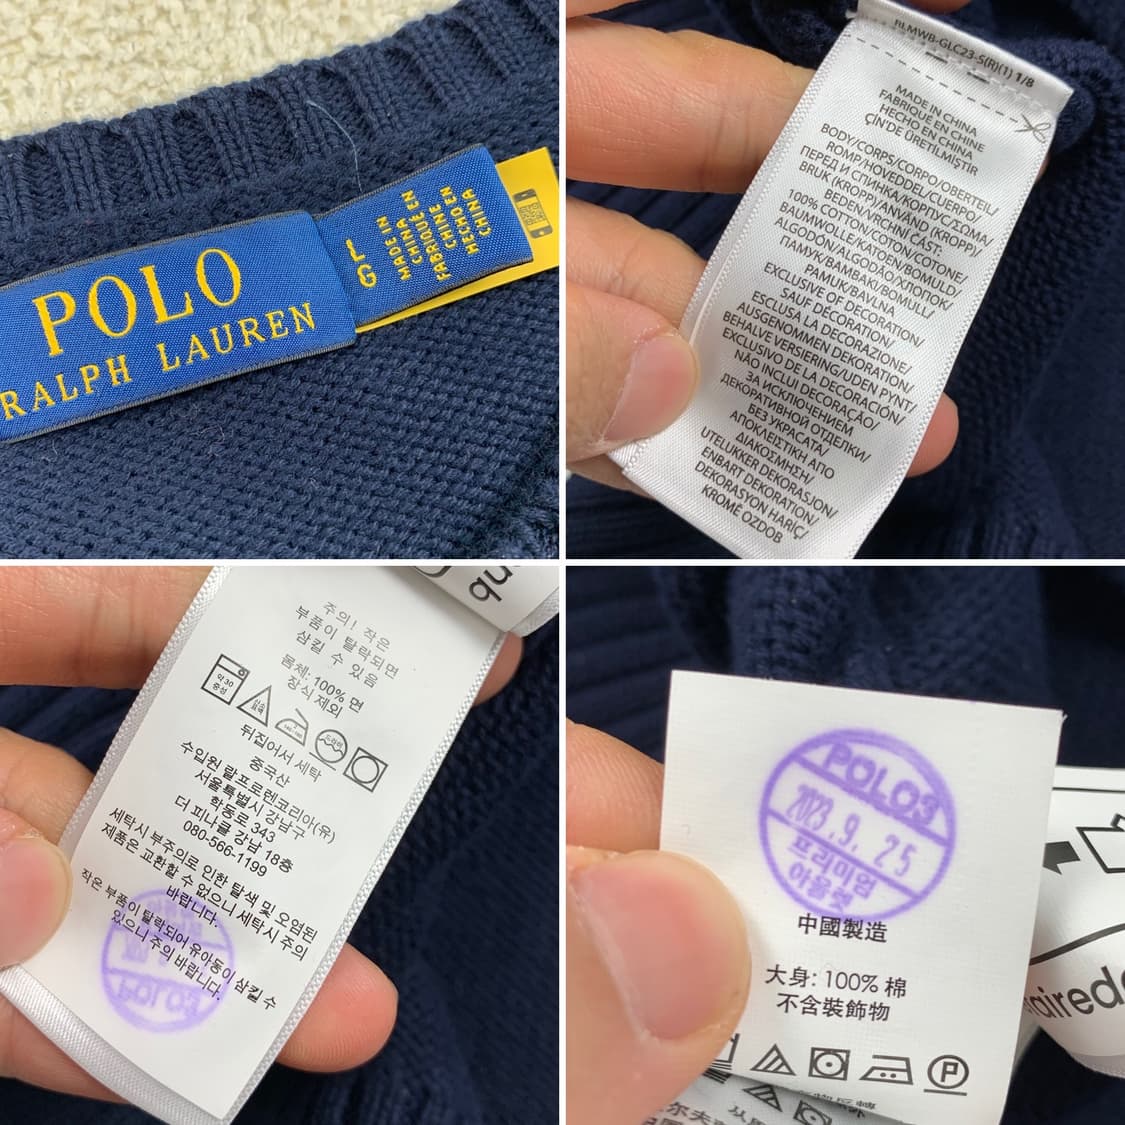 POLO
RALPH LAUREN
L
G
MADE IN
CHINA
FABRIQUÉ EN
CHINE
HECHO EN
CHINA
RLMWB-GLC23-S(R)(1) 1/8
MADE IN CHINA
FABRIQUÉ EN CHINE
HECHO EN CHINA
ÇİN'DE ÜRETİLMİŞTİR
BODY/CORPS/CORPO/OBERTEIL/
ROMP/HOVEDDEL/CUERPO/
ПЕРЕД И СПИНКА/КОРПУС/ΣΩΜΑ/
BRUK (KROPP)/ANVÄND (KROPP)/
BEDEN/VRCHNI ČAST:
100% COTTON/COTON/COTONE/
BAUMWOLLE/KATOEN/BOMULD/
ALGODÓN/ALGODÃO/ХЛОПОК/
ПАМУК/ΒΑΜΒΑΚΙ/BOMULL/
PAMUK/BAVLNA
EXCLUSIVE OF DECORATION/
SAUF DÉCORATION/
ESCLUSA LA DECORAZIONE/
AUSGENOMMEN DEKORATION/
BEHALVE VERSIERING/UDEN PYNT/
EXCLUSIVO DE LA DECORACIÓN/
NÃO INCLUI DECORAÇÃO/
ЗА ИСКЛЮЧЕНИЕМ
ДЕКОРАТИВНОЙ ОТДЕЛКИ/
БЕЗ УКРАСАТА/
ΑΠΟΚΛΕΙΣΤΙΚΗ ΑΠΟ
ΔΙΑΚΟΣΜΗΣΗ/
UTELUKKER DEKORASJON/
ENBART DEKORATION/
DEKORASYON HARİÇ/
KROMĚ OZDOB
주의! 작은
부품이 탈락되면
삼킬 수 있음
몸체: 100% 면
장식 제외
약 30
중성
뒤집어서 세탁
중국산
수입원 랄프로렌코리아(유)
서울특별시 강남구
학동로 343
더 피나클 강남 18층
080-566-1199
세탁시 부주의로 인한 탈색 및 오염된
제품은 교환할 수 없으니 세탁시 주의
바랍니다.
작은 부품이 탈락되어 유아동이 삼킬 수
있으니 주의 바랍니다.
POLO3
POLO3
2023.9.25
프리미엄
아울렛
中國製造
大身: 100% 棉
不含裝飾物
P